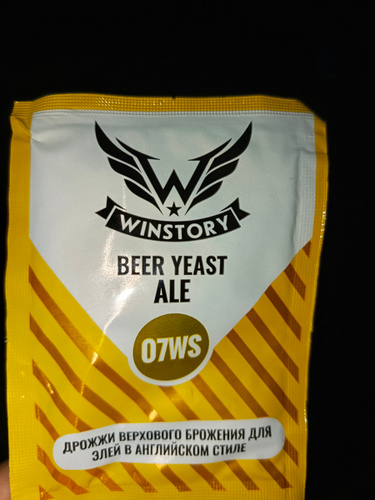 WINSTORY
BEER YEAST
ALE
07WS
ДРОЖЖИ ВЕРХОВОГО БРОЖЕНИЯ ДЛЯ
ЭЛЕЙ В АНГЛИЙСКОМ СТИЛЕ